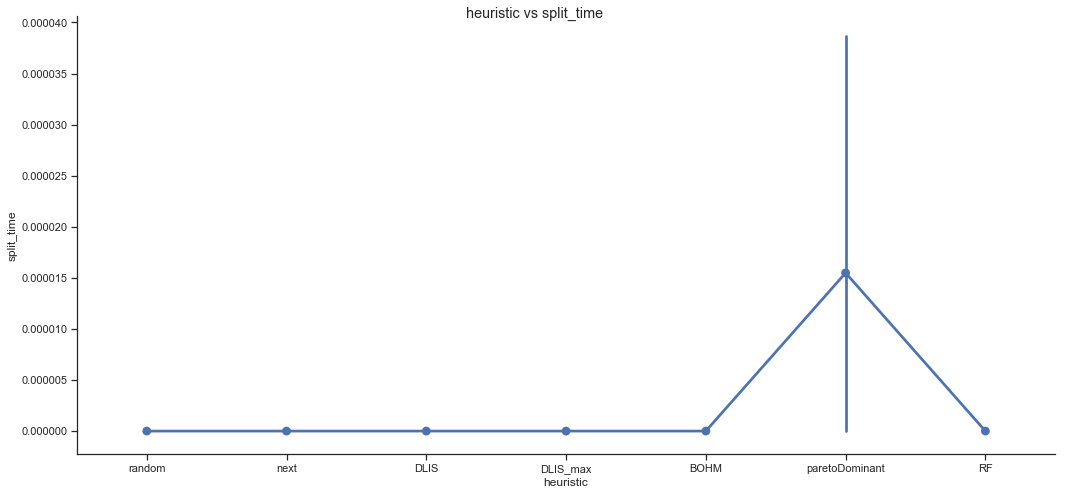 heuristic vs split_time
0.000040
0.000035
0.000030
0.000025
0.000020
0.000015
0.000010
0.000005
0.000000
split_time
random next DLIS DLIS_max BOHM paretoDominant RF
heuristic